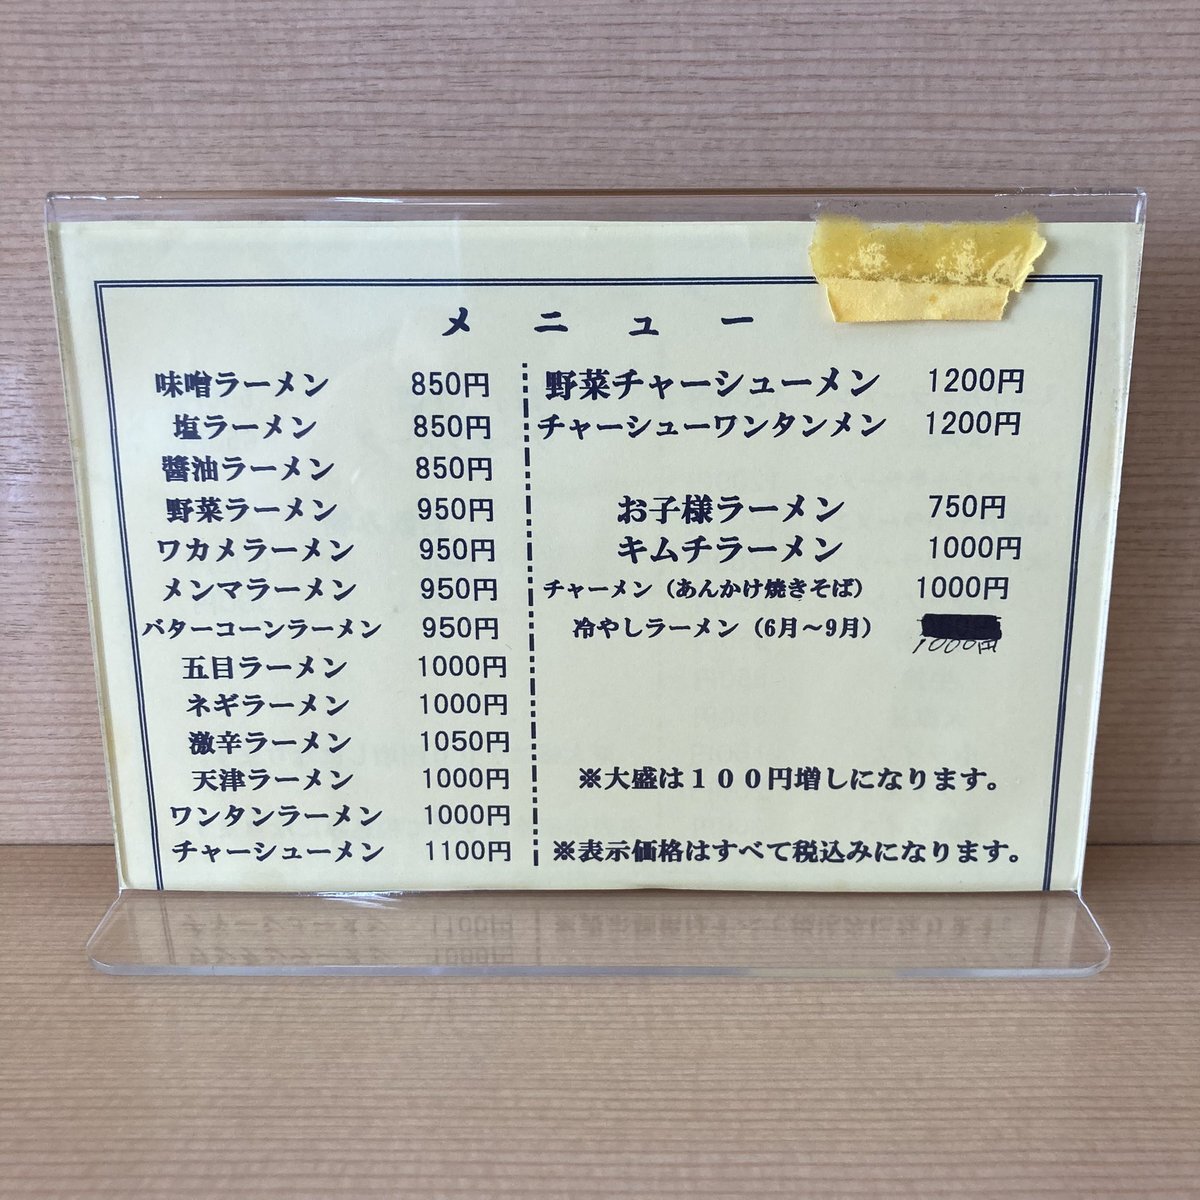 メニュー
味噌ラーメン 850円
塩ラーメン 850円
醬油ラーメン 850円
野菜ラーメン 950円
ワカメラーメン 950円
メンマラーメン 950円
バターコーンラーメン 950円
五目ラーメン 1000円
ネギラーメン 1000円
激辛ラーメン 1050円
天津ラーメン 1000円
ワンタンラーメン 1000円
チャーシューメン 1100円
野菜チャーシューメン 1200円
チャーシューワンタンメン 1200円
お子様ラーメン 750円
キムチラーメン 1000円
チャーメン（あんかけ焼きそば） 1000円
冷やしラーメン（6月～9月） 1000円
※大盛は１００円増しになります。
※表示価格はすべて税込みになります。